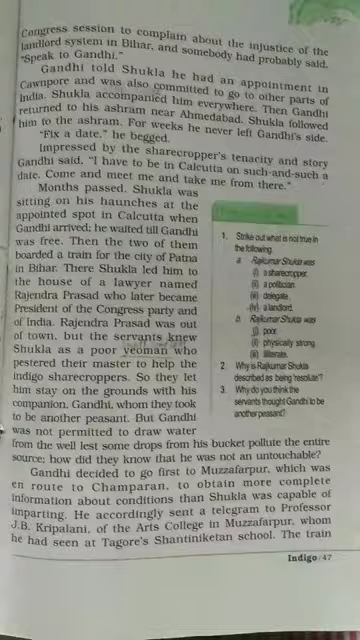 Congress session to complain about the injustice of the
landlord system in Bihar, and somebody had probably said,
"Speak to Gandhi."
Gandhi told Shukla he had an appointment in
Cawnpore and was also committed to go to other parts of
India. Shukla accompanied him everywhere. Then Gandhi
returned to his ashram near Ahmedabad. Shukla followed
him to the ashram. For weeks he never left Gandhi's side.
"Fix a date," he begged.
Impressed by the sharecropper's tenacity and story
Gandhi said, "I have to be in Calcutta on such-and-such a
date. Come and meet me and take me from there."
Months passed. Shukla was
sitting on his haunches at the
appointed spot in Calcutta when
Gandhi arrived; he waited till Gandhi
was free. Then the two of them
boarded a train for the city of Patna
in Bihar. There Shukla led him to
the house of a lawyer named
Rajendra Prasad who later became
President of the Congress party and
of India. Rajendra Prasad was out
of town, but the servants knew
Shukla as a poor yeoman who
pestered their master to help the
indigo sharecroppers. So they let
him stay on the grounds with his
companion, Gandhi, whom they took
to be another peasant. But Gandhi
was not permitted to draw water
from the well lest some drops from his bucket pollute the entire
source; how did they know that he was not an untouchable?
Gandhi decided to go first to Muzzafarpur, which was
en route to Champaran, to obtain more complete
information about conditions than Shukla was capable of
imparting. He accordingly sent a telegram to Professor
J.B. Kripalani, of the Arts College in Muzzafarpur, whom
he had seen at Tagore's Shantiniketan school. The train
1. Strike out what is not true in
the following.
a. Rajkumar Shukla was
(i) a sharecropper.
(ii) a politician.
(iii) delegate.
(iv) a landlord.
b. Rajkumar Shukla was
(i) poor.
(ii) physically strong.
(iii) illiterate.
2. Why is Rajkumar Shukla
described as being 'resolute'?
3. Why do you think the
servants thought Gandhi to be
another peasant?
Indigo/47